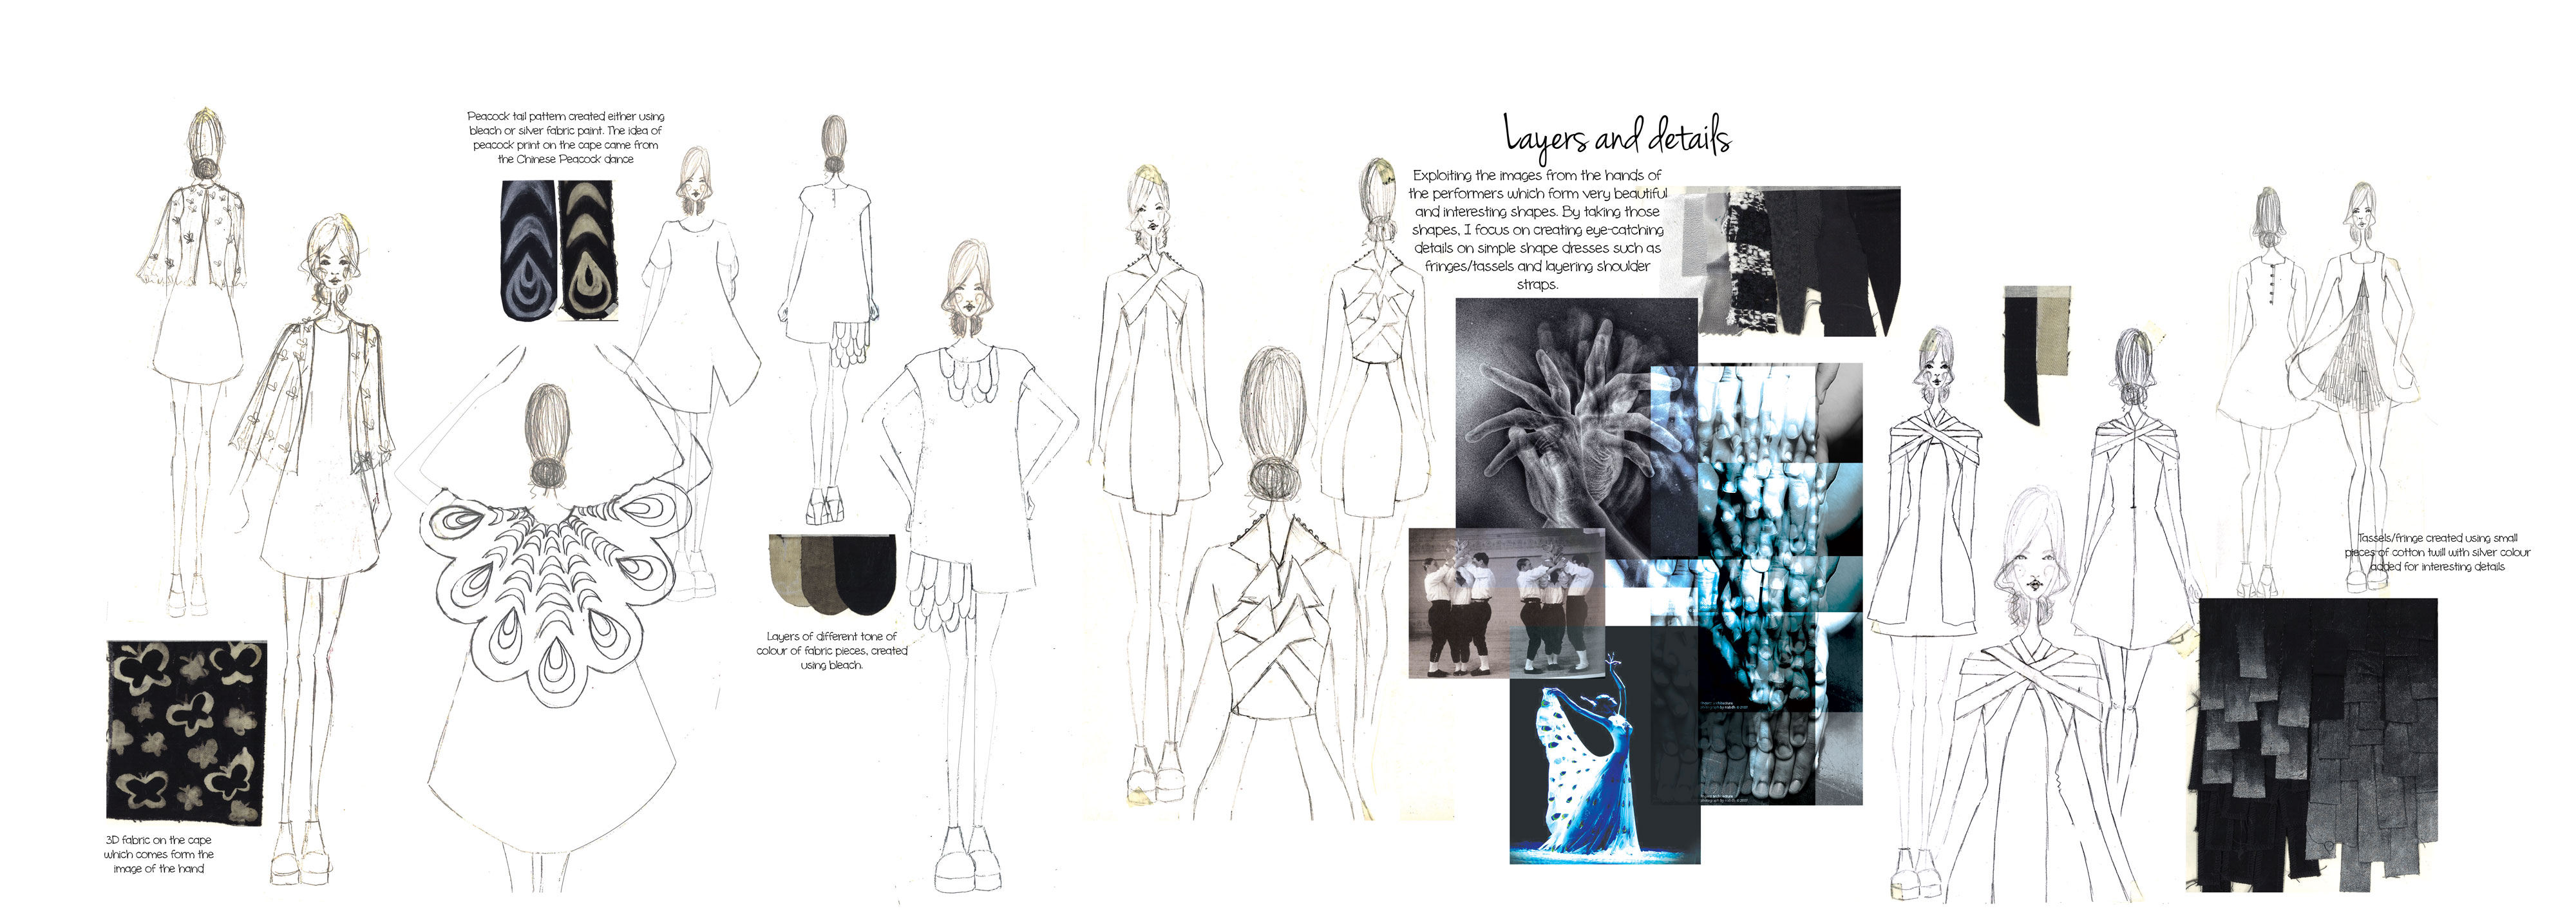 Peacock tail pattern created either using
bleach or silver fabric paint. The idea of
peacock print on the cape came from
the Chinese Peacock dance
3D fabric on the cape
which comes form the
image of the hand
Layers of different tone of
colour of fabric pieces, created
using bleach.
Layers and details
Exploiting the images from the hands of
the performers which form very beautiful
and interesting shapes. By taking those
shapes, I focus on creating eye-catching
details on simple shape dresses such as
fringes/tassels and layering shoulder
straps.
Tassels/fringe created using small
pieces of cotton twill with silver colour
added for interesting details